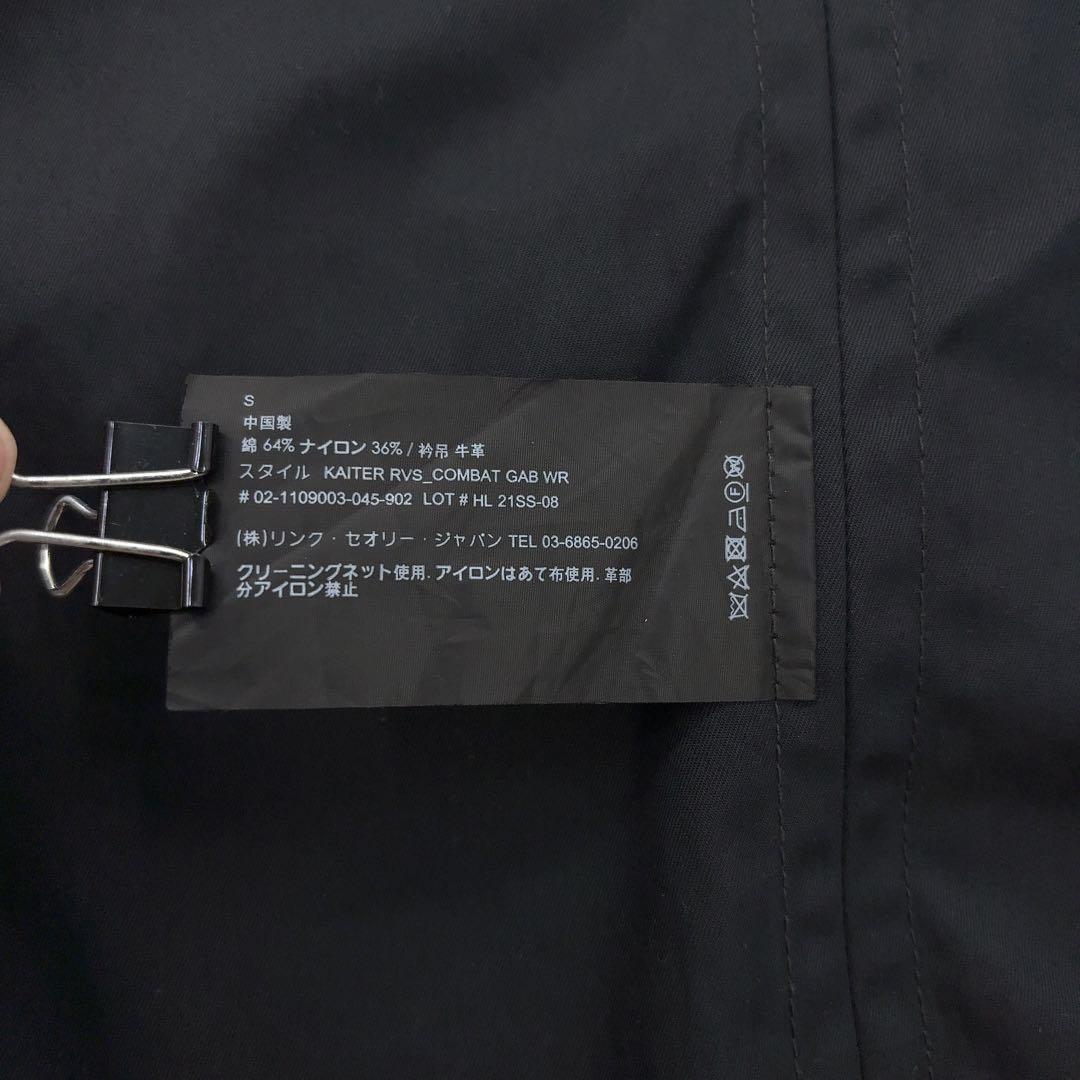 S
中国製
綿 64% ナイロン 36% / 衿吊 牛革
スタイル KAITER RVS_COMBAT GAB WR
# 02-1109003-045-902 LOT # HL 21SS-08
(株)リンク・セオリー・ジャパン TEL 03-6865-0206
クリーニングネット使用. アイロンはあて布使用. 革部
分アイロン禁止
F